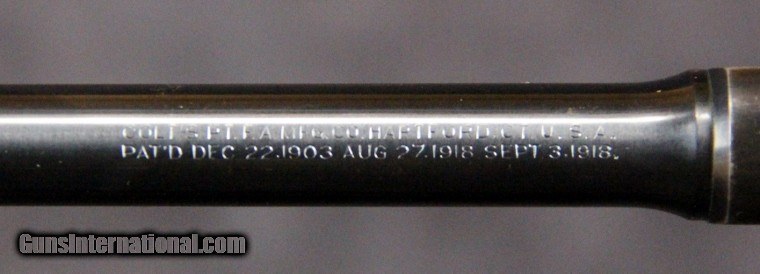 COLT'S PT. F.A. MFG. CO. HARTFORD, CT. U.S.A.
PAT'D DEC 22.1903 AUG 27.1918 SEPT 3.1918.
GunsInternational.com